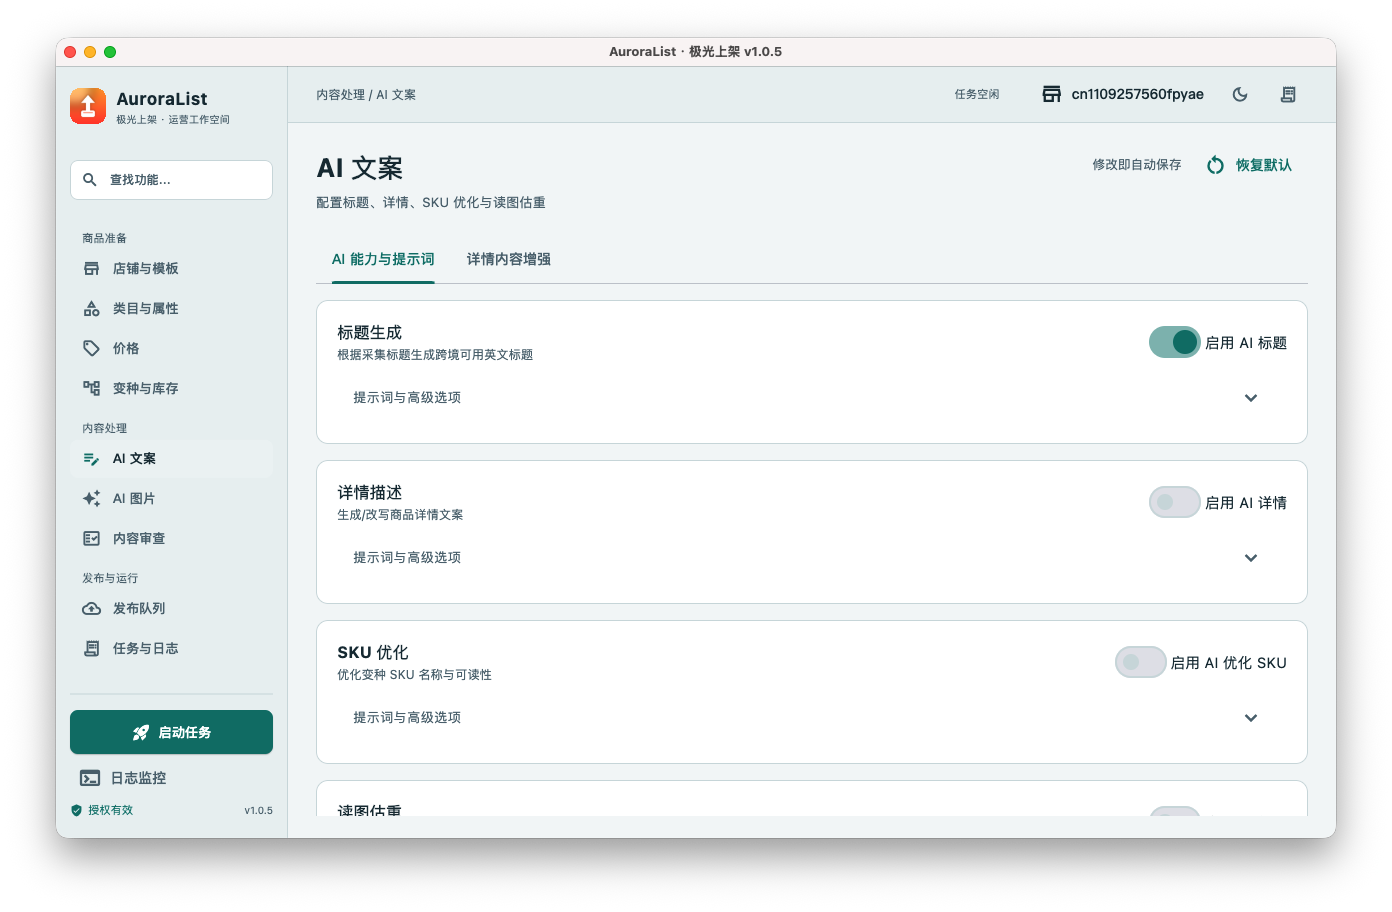 AuroraList · 极光上架 v1.0.5
AuroraList
极光上架 · 运营工作空间
查找功能...
商品准备
店铺与模板
类目与属性
价格
变种与库存
内容处理
AI 文案
AI 图片
内容审查
发布与运行
发布队列
任务与日志
启动任务
日志监控
授权有效
v1.0.5
内容处理 / AI 文案
任务空闲
cn1109257560fpyae
AI 文案
配置标题、详情、SKU 优化与读图估重
修改即自动保存
恢复默认
AI 能力与提示词
详情内容增强
标题生成
根据采集标题生成跨境可用英文标题
启用 AI 标题
提示词与高级选项
详情描述
生成/改写商品详情文案
启用 AI 详情
提示词与高级选项
SKU 优化
优化变种 SKU 名称与可读性
启用 AI 优化 SKU
提示词与高级选项
读图估重